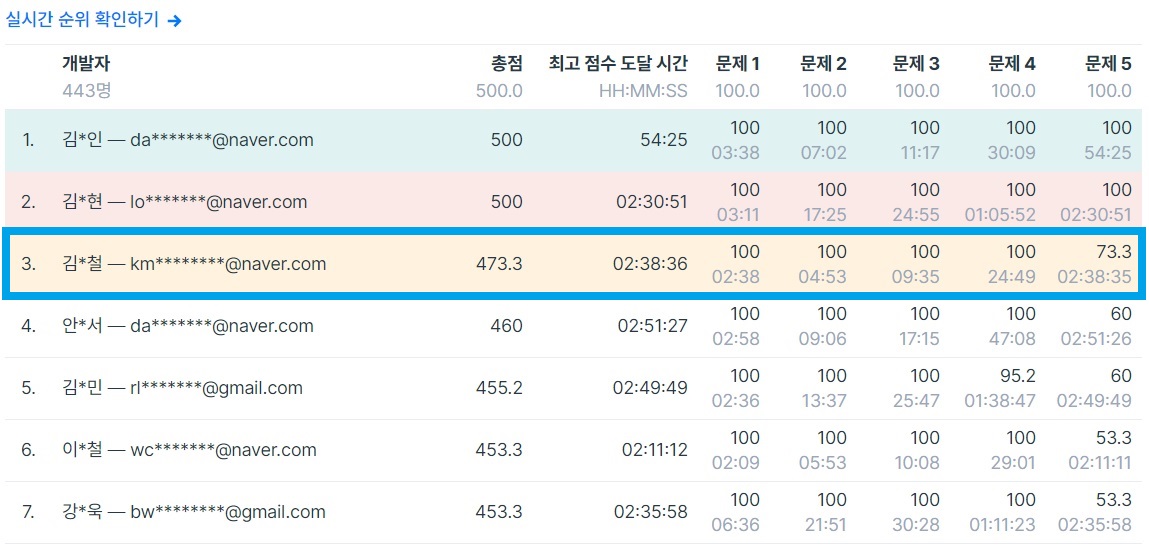 실시간 순위 확인하기 →
개발자 총점 최고 점수 도달 시간 문제 1 문제 2 문제 3 문제 4 문제 5
443명 500.0 HH:MM:SS 100.0 100.0 100.0 100.0 100.0
1. 김*인 — da*******@naver.com 500 54:25 100 100 100 100 100
03:38 07:02 11:17 30:09 54:25
2. 김*현 — lo*******@naver.com 500 02:30:51 100 100 100 100 100
03:11 17:25 24:55 01:05:52 02:30:51
3. 김*철 — km********@naver.com 473.3 02:38:36 100 100 100 100 73.3
02:38 04:53 09:35 24:49 02:38:35
4. 안*서 — da*******@naver.com 460 02:51:27 100 100 100 100 60
02:58 09:06 17:15 47:08 02:51:26
5. 김*민 — rl*******@gmail.com 455.2 02:49:49 100 100 100 95.2 60
02:36 13:37 25:47 01:38:47 02:49:49
6. 이*철 — wc*******@naver.com 453.3 02:11:12 100 100 100 100 53.3
02:09 05:53 10:08 29:01 02:11:11
7. 강*욱 — bw********@gmail.com 453.3 02:35:58 100 100 100 100 53.3
06:36 21:51 30:28 01:11:23 02:35:58